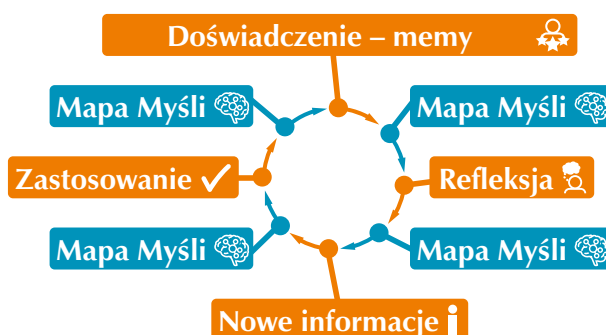 Doświadczenie – memy
Mapa Myśli
Mapa Myśli
Zastosowanie
Refleksja
Mapa Myśli
Mapa Myśli
Nowe informacje